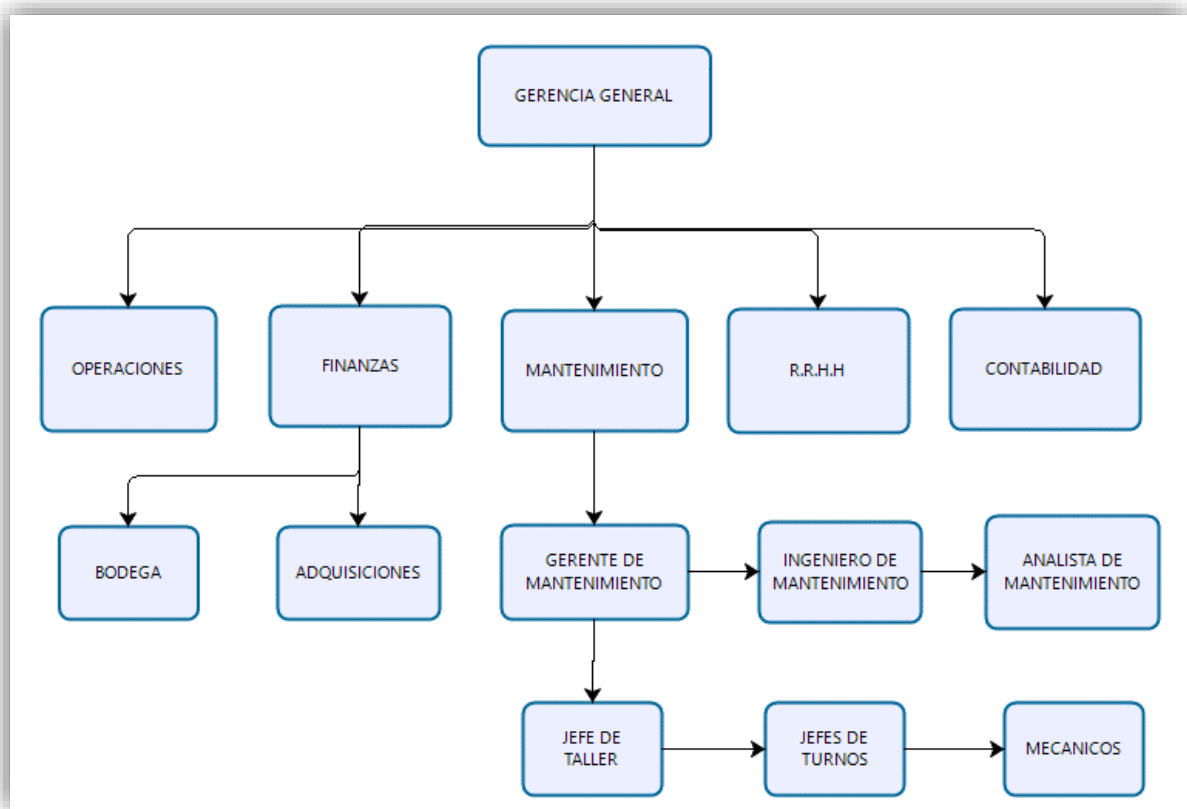 GERENCIA GENERAL
OPERACIONES
FINANZAS
MANTENIMIENTO
R.R.H.H
CONTABILIDAD
BODEGA
ADQUISICIONES
GERENTE DE
MANTENIMIENTO
INGENIERO DE
MANTENIMIENTO
ANALISTA DE
MANTENIMIENTO
JEFE DE
TALLER
JEFES DE
TURNOS
MECANICOS